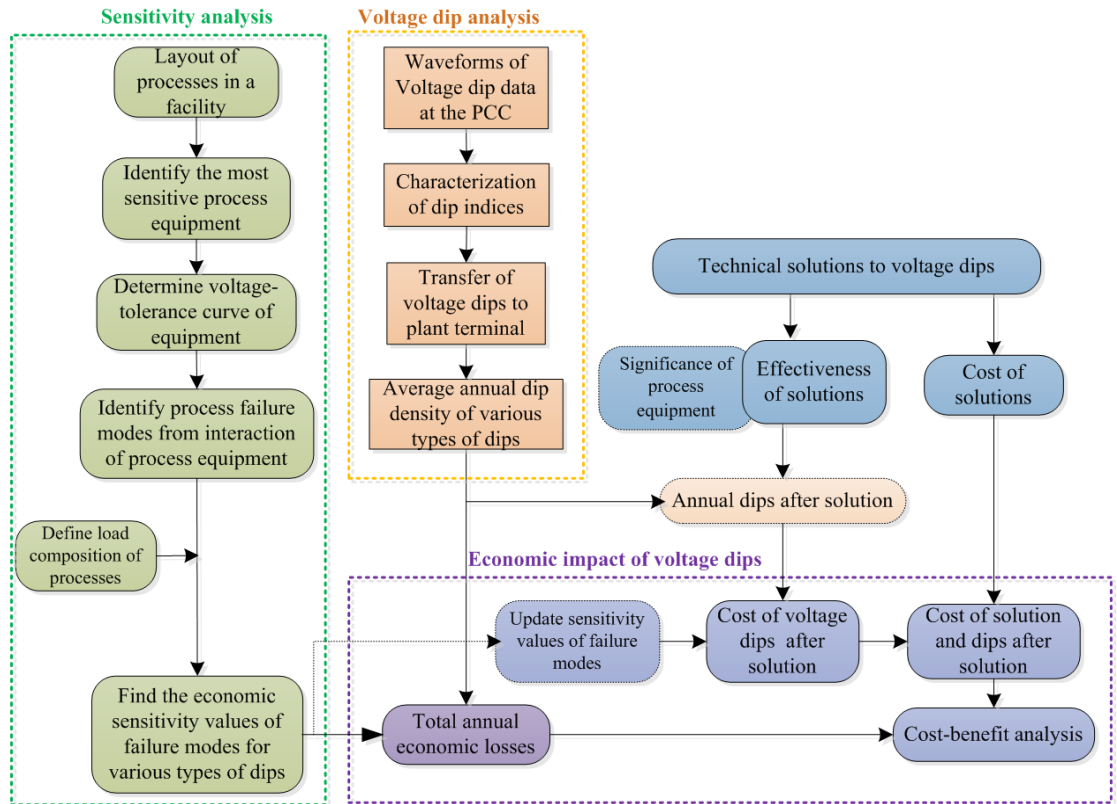 Sensitivity analysis
Layout of
processes in a
facility
Identify the most
sensitive process
equipment
Determine voltage-
tolerance curve of
equipment
Identify process failure
modes from interaction
of process equipment
Define load
composition of
processes
Find the economic
sensitivity values of
failure modes for
various types of dips
Voltage dip analysis
Waveforms of
Voltage dip data
at the PCC
Characterization
of dip indices
Transfer of
voltage dips to
plant terminal
Average annual dip
density of various
types of dips
Technical solutions to voltage dips
Significance of
process
equipment
Effectiveness
of solutions
Cost of
solutions
Annual dips after solution
Economic impact of voltage dips
Update sensitivity
values of failure
modes
Cost of voltage
dips after
solution
Cost of solution
and dips after
solution
Total annual
economic losses
Cost-benefit analysis